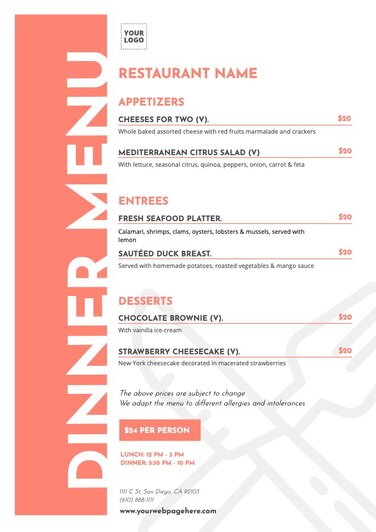 YOUR
LOGO
DINNER MENU
RESTAURANT NAME
APPETIZERS
CHEESES FOR TWO (V). $20
Whole baked assorted cheese with red fruits marmalade and crackers
MEDITERRANEAN CITRUS SALAD (V) $20
With lettuce, seasonal citrus, quinoa, peppers, onion, carrot & feta
ENTREES
FRESH SEAFOOD PLATTER. $20
Calamari, shrimps, clams, oysters, lobsters & mussels, served with
lemon
SAUTÉED DUCK BREAST. $20
Served with homemade potatoes, roasted vegetables & mango sauce
DESSERTS
CHOCOLATE BROWNIE (V). $20
With vainilla ice-cream
STRAWBERRY CHEESECAKE (V). $20
New York cheesecake decorated in macerated strawberries
The above prices are subject to change
We adapt the menu to different allergies and intolerances
$24 PER PERSON
LUNCH: 12 PM - 3 PM
DINNER: 5:30 PM - 10 PM
1111 C St, San Diego, CA 92103
(610) 888-1111
www.yourwebpagehere.com